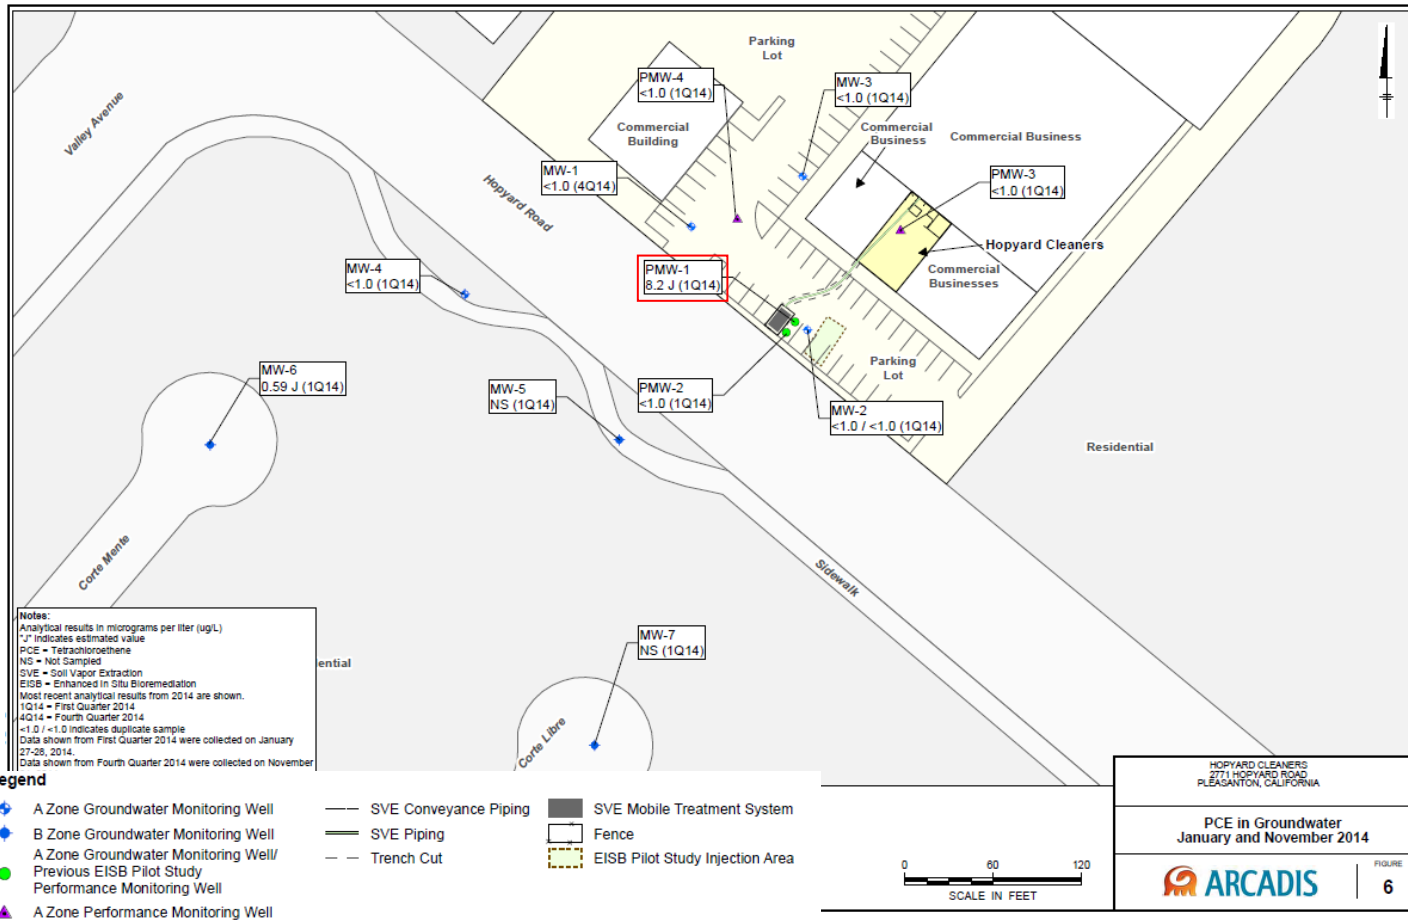 Parking
Lot
PMW-4
<1.0 (1Q14)
MW-3
<1.0 (1Q14)
Valley Avenue
Commercial
Building
Commercial
Business
Commercial Business
MW-1
<1.0 (4Q14)
PMW-3
<1.0 (1Q14)
Hopyard Road
Hopyard Cleaners
MW-4
<1.0 (1Q14)
PMW-1
8.2 J (1Q14)
Commercial
Businesses
MW-6
0.59 J (1Q14)
MW-5
NS (1Q14)
PMW-2
<1.0 (1Q14)
Parking
Lot
MW-2
<1.0 / <1.0 (1Q14)
Residential
Corte Mente
Sidewalk
MW-7
NS (1Q14)
ential
Corte Libre
Notes:
Analytical results in micrograms per liter (ug/L)
"J" indicates estimated value
PCE = Tetrachloroethene
NS = Not Sampled
SVE = Soil Vapor Extraction
EISB = Enhanced In Situ Bioremediation
Most recent analytical results from 2014 are shown.
1Q14 = First Quarter 2014
4Q14 = Fourth Quarter 2014
<1.0 / <1.0 indicates duplicate sample
Data shown from First Quarter 2014 were collected on January
27-28, 2014.
Data shown from Fourth Quarter 2014 were collected on November
egend
A Zone Groundwater Monitoring Well
B Zone Groundwater Monitoring Well
A Zone Groundwater Monitoring Well/
Previous EISB Pilot Study
Performance Monitoring Well
A Zone Performance Monitoring Well
SVE Conveyance Piping
SVE Piping
Trench Cut
SVE Mobile Treatment System
Fence
EISB Pilot Study Injection Area
0 60 120
SCALE IN FEET
HOPYARD CLEANERS
2771 HOPYARD ROAD
PLEASANTON, CALIFORNIA
PCE in Groundwater
January and November 2014
ARCADIS
FIGURE
6